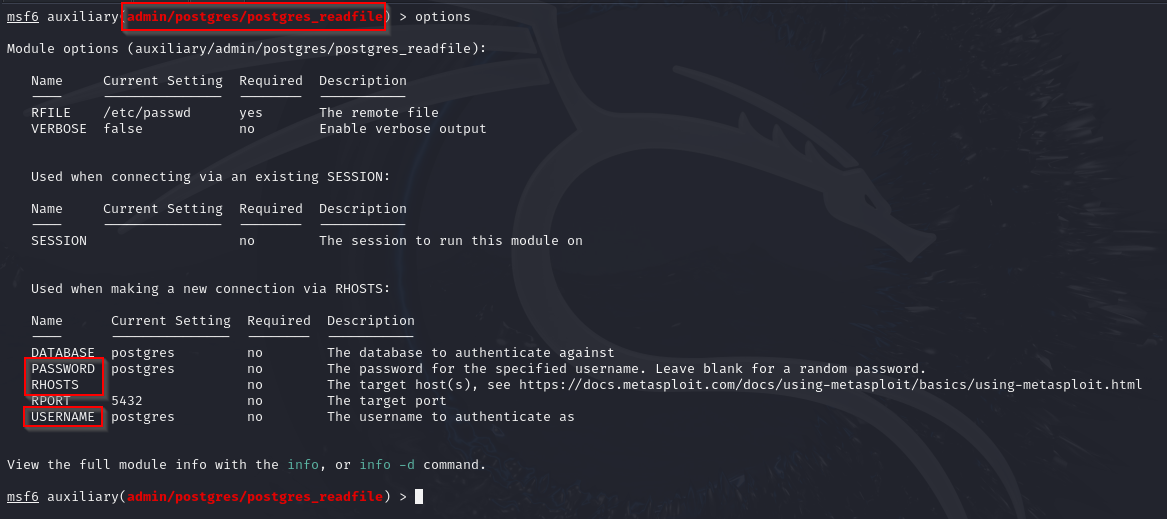 msf6 auxiliary(admin/postgres/postgres_readfile) > options
Module options (auxiliary/admin/postgres/postgres_readfile):
Name Current Setting Required Description
---- --------------- -------- -----------
RFILE /etc/passwd yes The remote file
VERBOSE false no Enable verbose output
Used when connecting via an existing SESSION:
Name Current Setting Required Description
---- --------------- -------- -----------
SESSION no The session to run this module on
Used when making a new connection via RHOSTS:
Name Current Setting Required Description
---- --------------- -------- -----------
DATABASE postgres no The database to authenticate against
PASSWORD postgres no The password for the specified username. Leave blank for a random password.
RHOSTS no The target host(s), see https://docs.metasploit.com/docs/using-metasploit/basics/using-metasploit.html
RPORT 5432 no The target port
USERNAME postgres no The username to authenticate as
View the full module info with the info, or info -d command.
msf6 auxiliary(admin/postgres/postgres_readfile) >